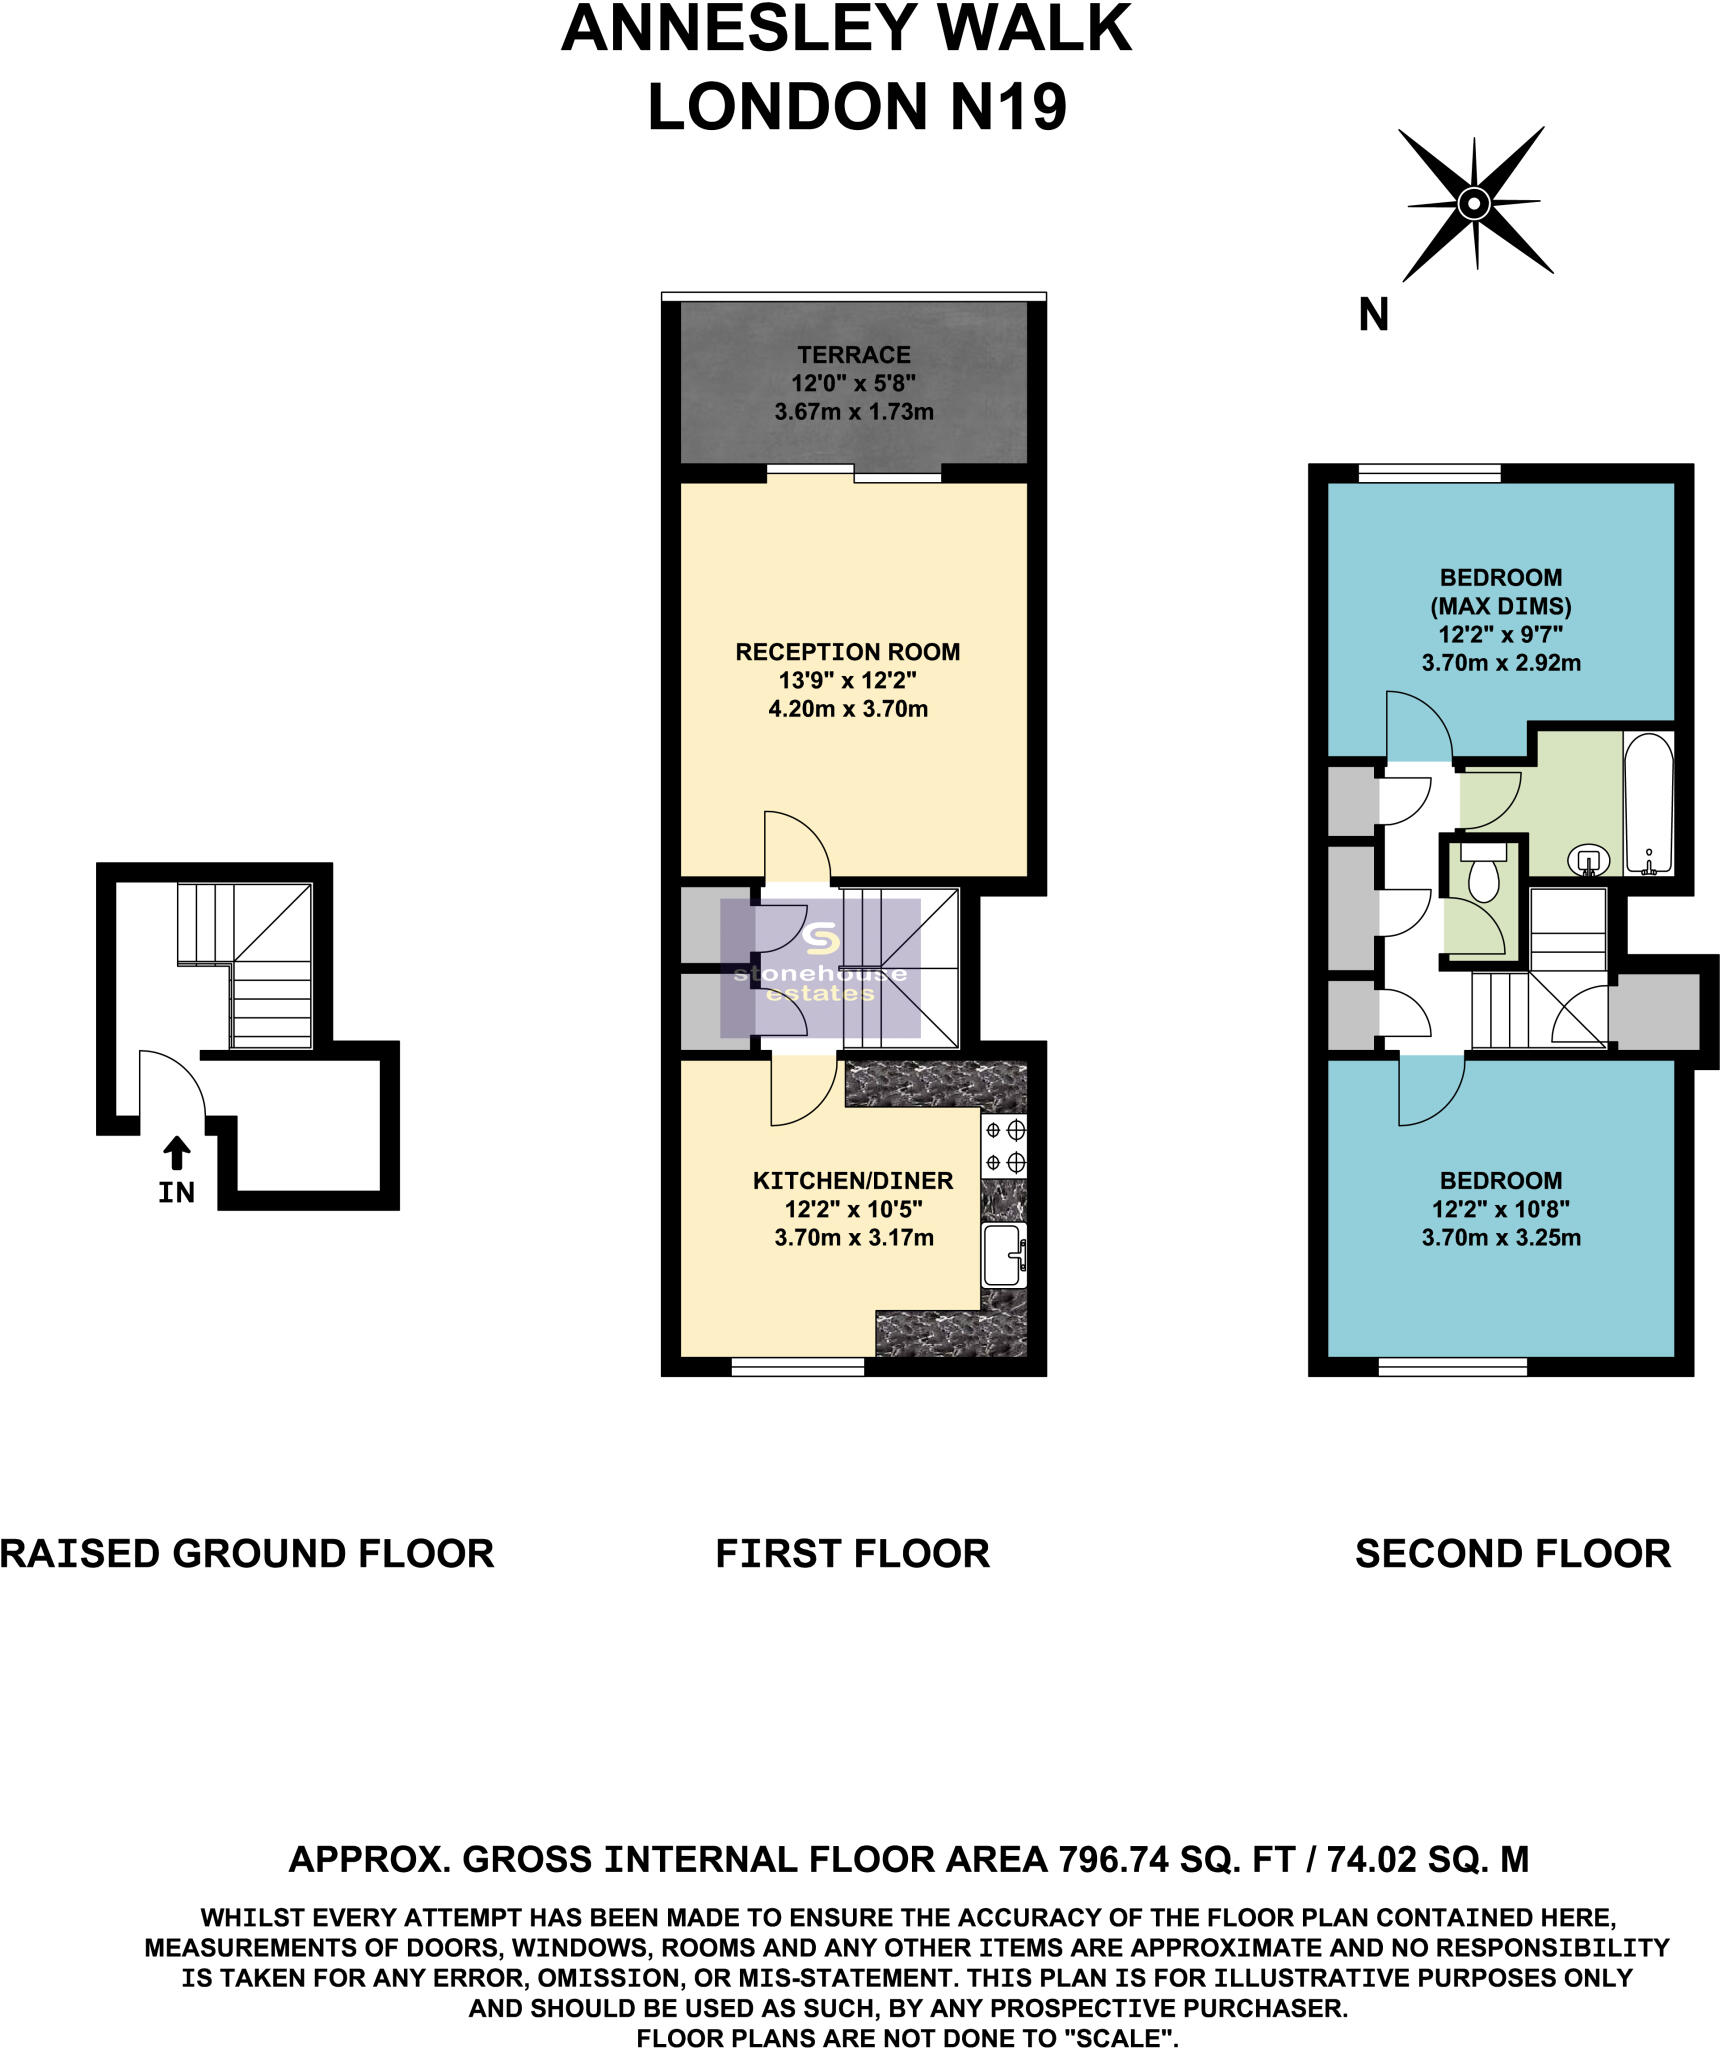 ANNESLEY WALK
LONDON N19
N
TERRACE
12'0" x 5'8"
3.67m x 1.73m
RECEPTION ROOM
13'9" x 12'2"
4.20m x 3.70m
BEDROOM
(MAX DIMS)
12'2" x 9'7"
3.70m x 2.92m
stonehouse
estates
IN
KITCHEN/DINER
12'2" x 10'5"
3.70m x 3.17m
BEDROOM
12'2" x 10'8"
3.70m x 3.25m
RAISED GROUND FLOOR
FIRST FLOOR
SECOND FLOOR
APPROX. GROSS INTERNAL FLOOR AREA 796.74 SQ. FT / 74.02 SQ. M
WHILST EVERY ATTEMPT HAS BEEN MADE TO ENSURE THE ACCURACY OF THE FLOOR PLAN CONTAINED HERE,
MEASUREMENTS OF DOORS, WINDOWS, ROOMS AND ANY OTHER ITEMS ARE APPROXIMATE AND NO RESPONSIBILITY
IS TAKEN FOR ANY ERROR, OMISSION, OR MIS-STATEMENT. THIS PLAN IS FOR ILLUSTRATIVE PURPOSES ONLY
AND SHOULD BE USED AS SUCH, BY ANY PROSPECTIVE PURCHASER.
FLOOR PLANS ARE NOT DONE TO "SCALE".